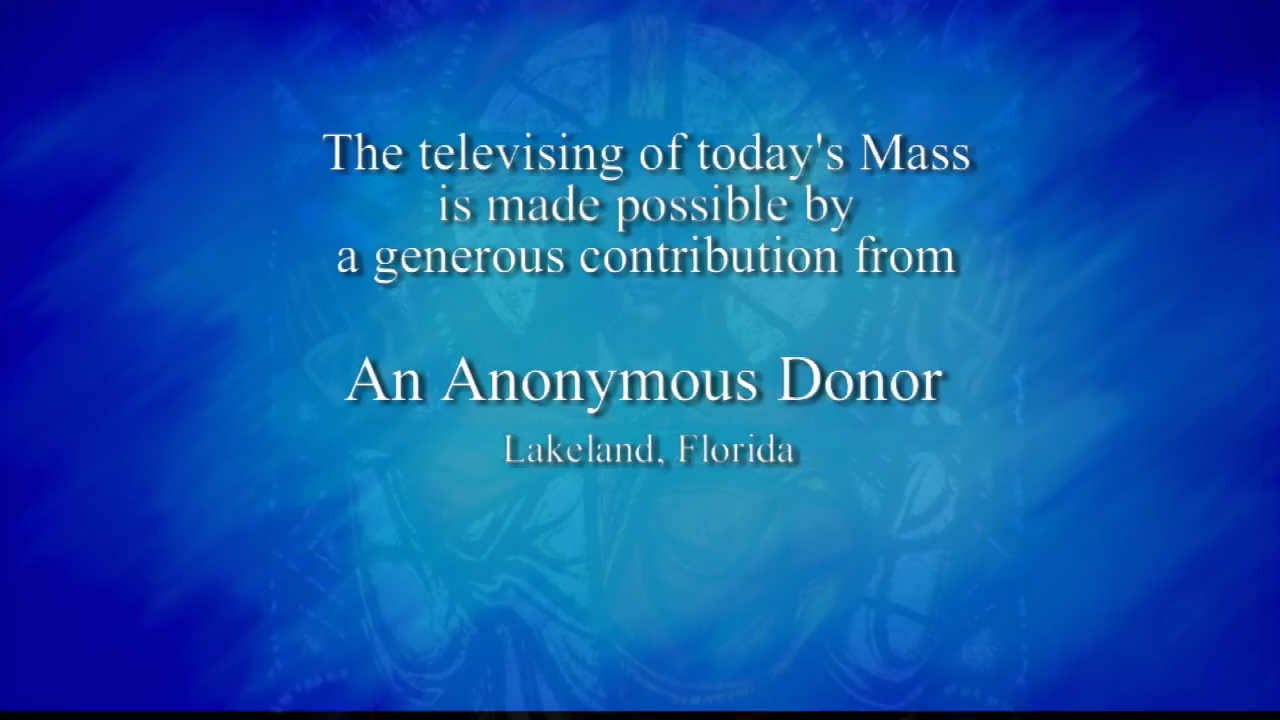 The televising of today's Mass
is made possible by
a generous contribution from
An Anonymous Donor
Lakeland, Florida